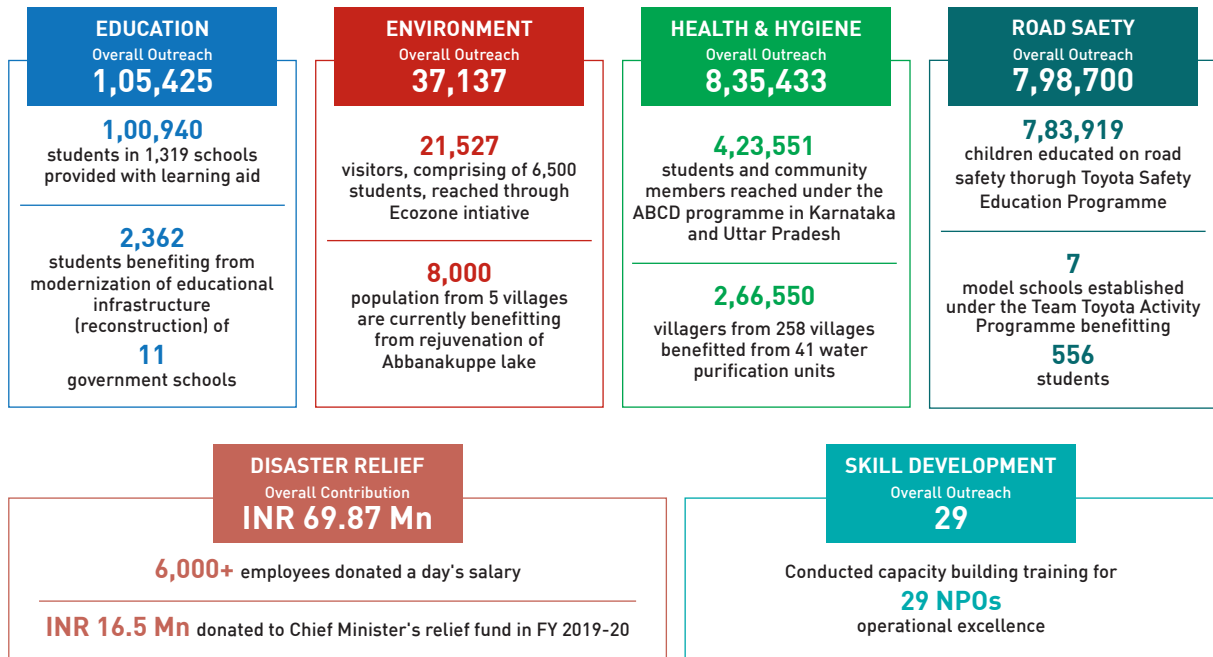 EDUCATION
Overall Outreach
1,05,425
1,00,940
students in 1,319 schools
provided with learning aid
2,362
students benefiting from
modernization of educational
infrastructure
(reconstruction) of
11
government schools
ENVIRONMENT
Overall Outreach
37,137
21,527
visitors, comprising of 6,500
students, reached through
Ecozone intiative
8,000
population from 5 villages
are currently benefitting
from rejuvenation of
Abbanakuppe lake
HEALTH & HYGIENE
Overall Outreach
8,35,433
4,23,551
students and community
members reached under the
ABCD programme in Karnataka
and Uttar Pradesh
2,66,550
villagers from 258 villages
benefitted from 41 water
purification units
ROAD SAETY
Overall Outreach
7,98,700
7,83,919
children educated on road
safety thorugh Toyota Safety
Education Programme
7
model schools established
under the Team Toyota Activity
Programme benefitting
556
students
DISASTER RELIEF
Overall Contribution
INR 69.87 Mn
6,000+ employees donated a day's salary
INR 16.5 Mn donated to Chief Minister's relief fund in FY 2019-20
SKILL DEVELOPMENT
Overall Outreach
29
Conducted capacity building training for
29 NPOs
operational excellence